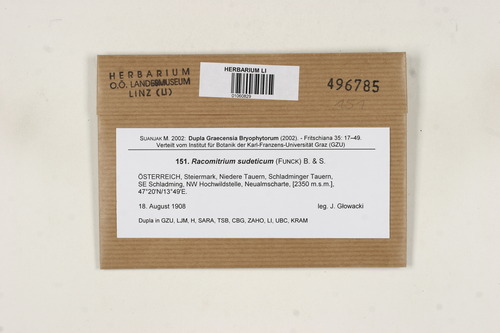 HERBARIUM
O.Ö. LANDESMUSEUM
LINZ (LI)
HERBARIUM LI
01060829
496785
SUANJAK M. 2002: Dupla Graecensia Bryophytorum (2002). - Fritschiana 35: 17–49.
Verteilt vom Institut für Botanik der Karl-Franzens-Universität Graz (GZU)
151. Racomitrium sudeticum (FUNCK) B. & S.
ÖSTERREICH, Steiermark, Niedere Tauern, Schladminger Tauern,
SE Schladming, NW Hochwildstelle, Neualmscharte, [2350 m.s.m.],
47°20'N/13°49'E.
18. August 1908 leg. J. Głowacki
Dupla in GZU, LJM, H, SARA, TSB, CBG, ZAHO, LI, UBC, KRAM